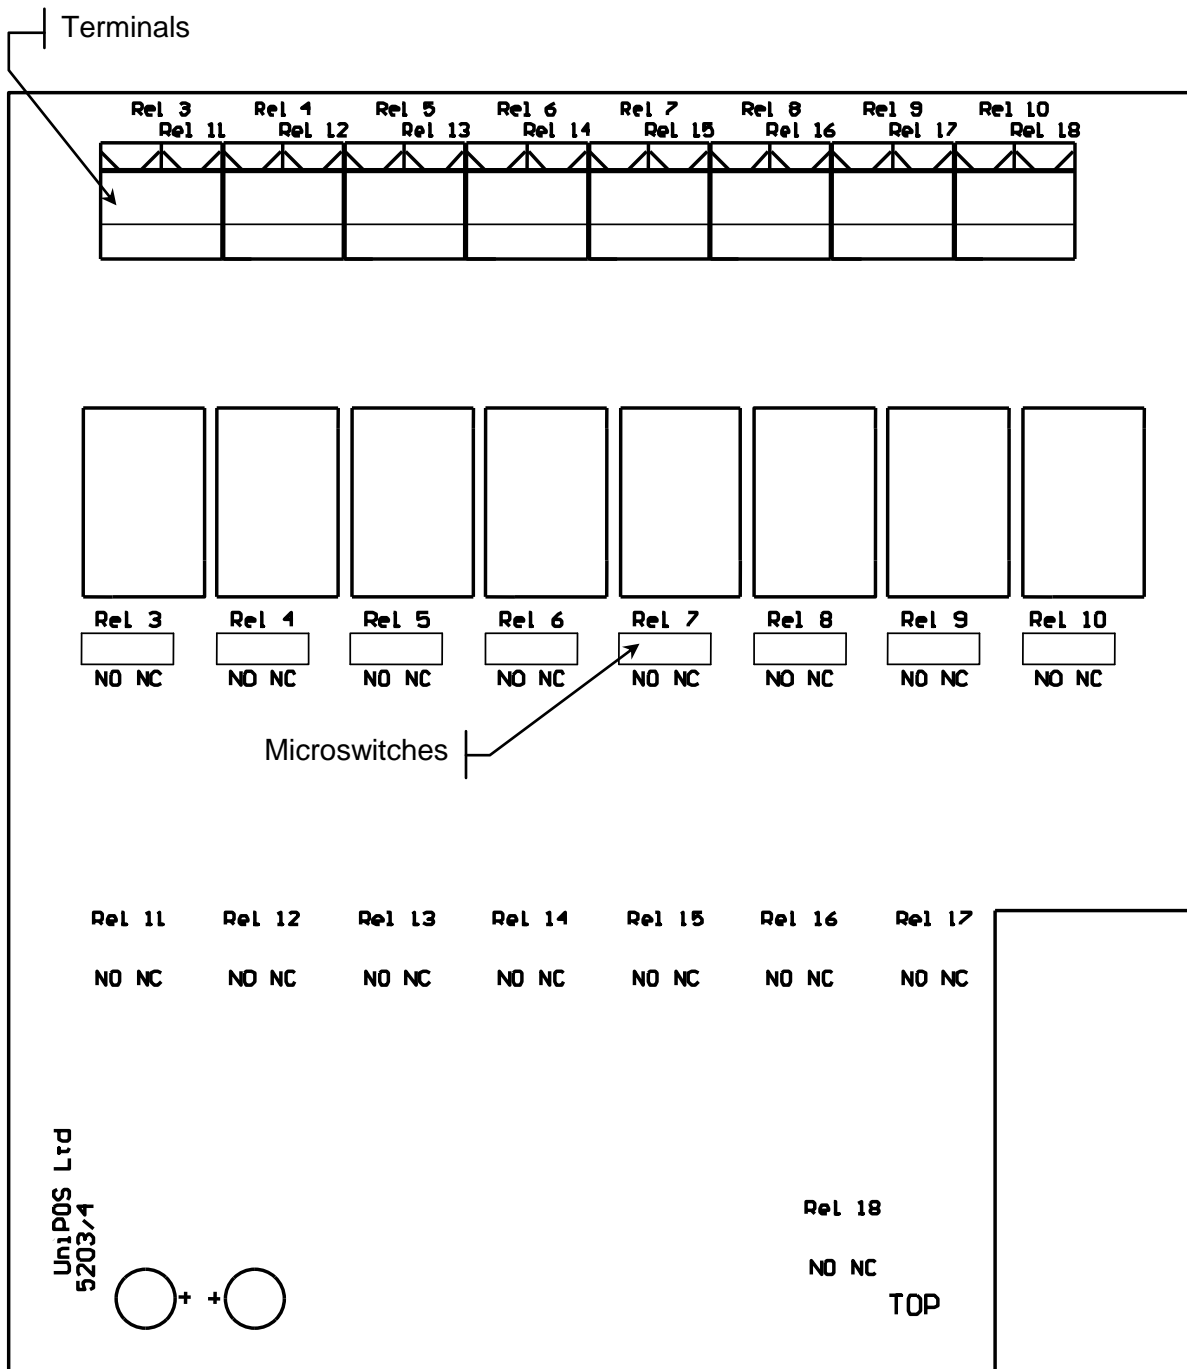 Terminals
Rel 3 Rel 4 Rel 5 Rel 6 Rel 7 Rel 8 Rel 9 Rel 10
Rel 11 Rel 12 Rel 13 Rel 14 Rel 15 Rel 16 Rel 17 Rel 18
Rel 3 Rel 4 Rel 5 Rel 6 Rel 7 Rel 8 Rel 9 Rel 10
NO NC NO NC NO NC NO NC NO NC NO NC NO NC NO NC
Microswitches
Rel 11 Rel 12 Rel 13 Rel 14 Rel 15 Rel 16 Rel 17
NO NC NO NC NO NC NO NC NO NC NO NC NO NC
UniPOS Ltd
5203/4
Rel 18
NO NC
+ +
TOP